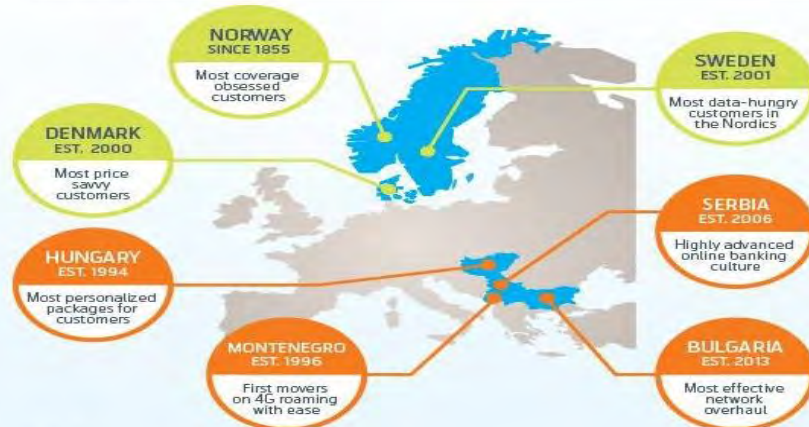 NORWAY
SINCE 1855
Most coverage
obsessed
customers
SWEDEN
EST. 2001
Most data-hungry
customers in
the Nordics
DENMARK
EST. 2000
Most price
savvy
customers
SERBIA
EST. 2006
Highly advanced
online banking
culture
HUNGARY
EST. 1994
Most personalized
packages for
customers
MONTENEGRO
EST. 1996
First movers
on 4G roaming
with ease
BULGARIA
EST. 2013
Most effective
network
overhaul